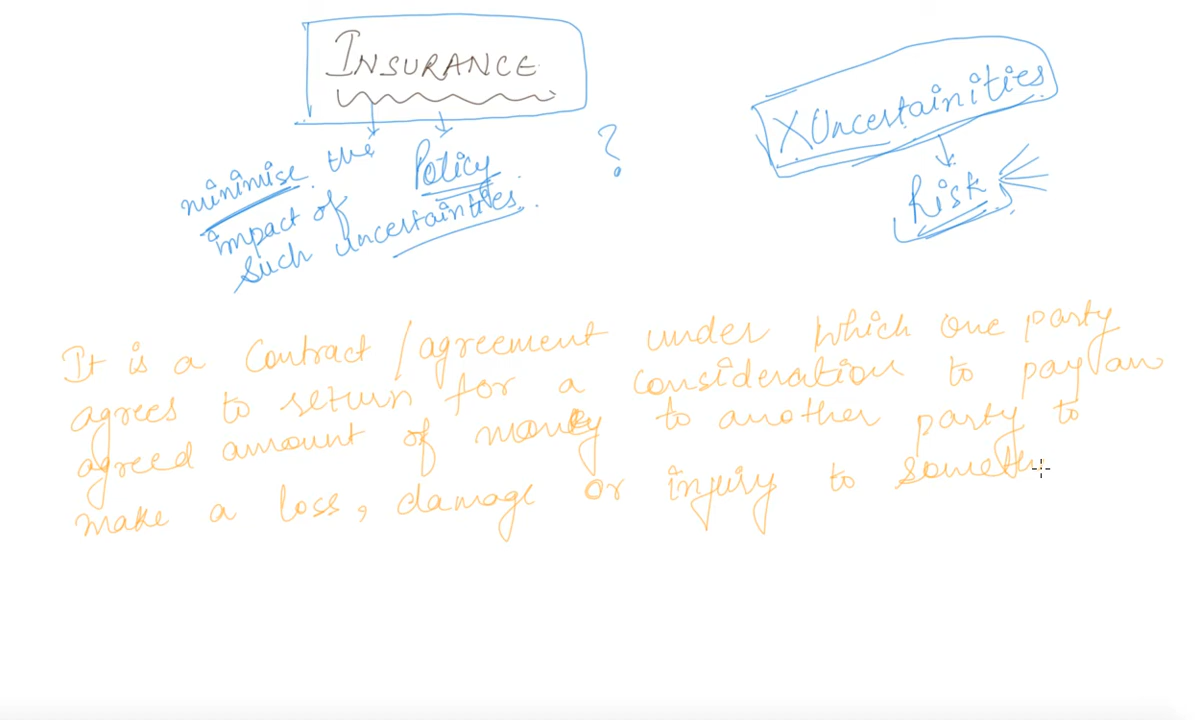 INSURANCE
XUncertainities
Risk
minimise the Policy ?
impact of
such uncertainties.
It is a Contract / agreement under which one party
agrees to return for a consideration to pay an
agreed amount of money to another party to
make a loss, damage or injury to someth